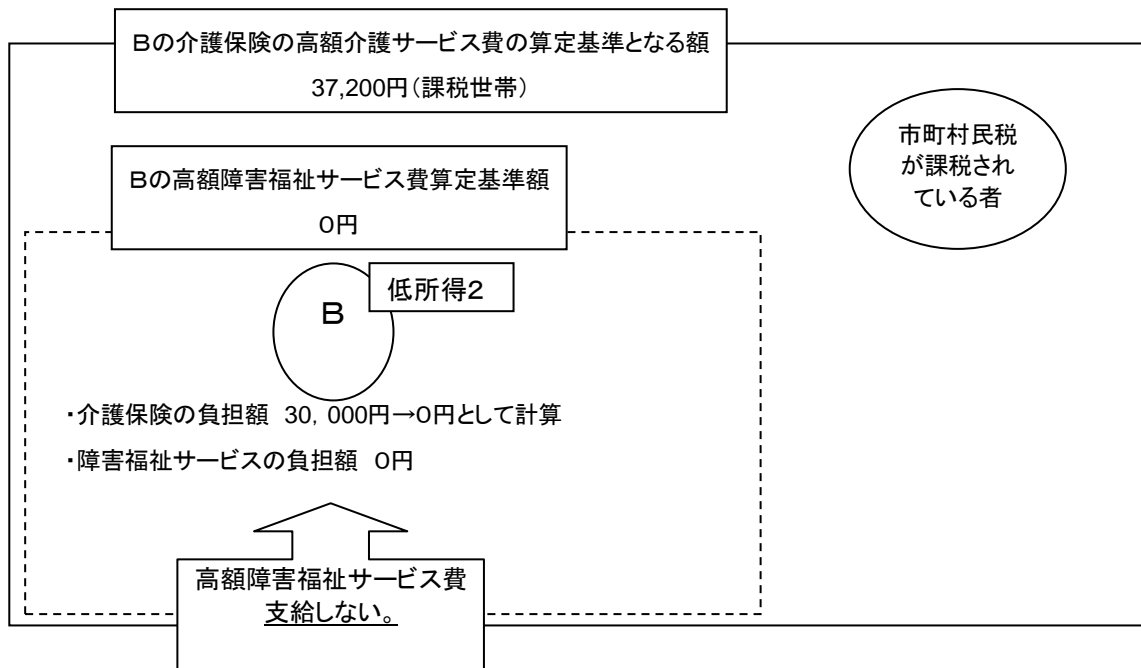 Bの介護保険の高額介護サービス費の算定基準となる額
37,200円(課税世帯)
市町村民税
が課税され
ている者
Bの高額障害福祉サービス費算定基準額
0円
低所得2
B
・介護保険の負担額 30,000円→0円として計算
・障害福祉サービスの負担額 0円
高額障害福祉サービス費
支給しない。